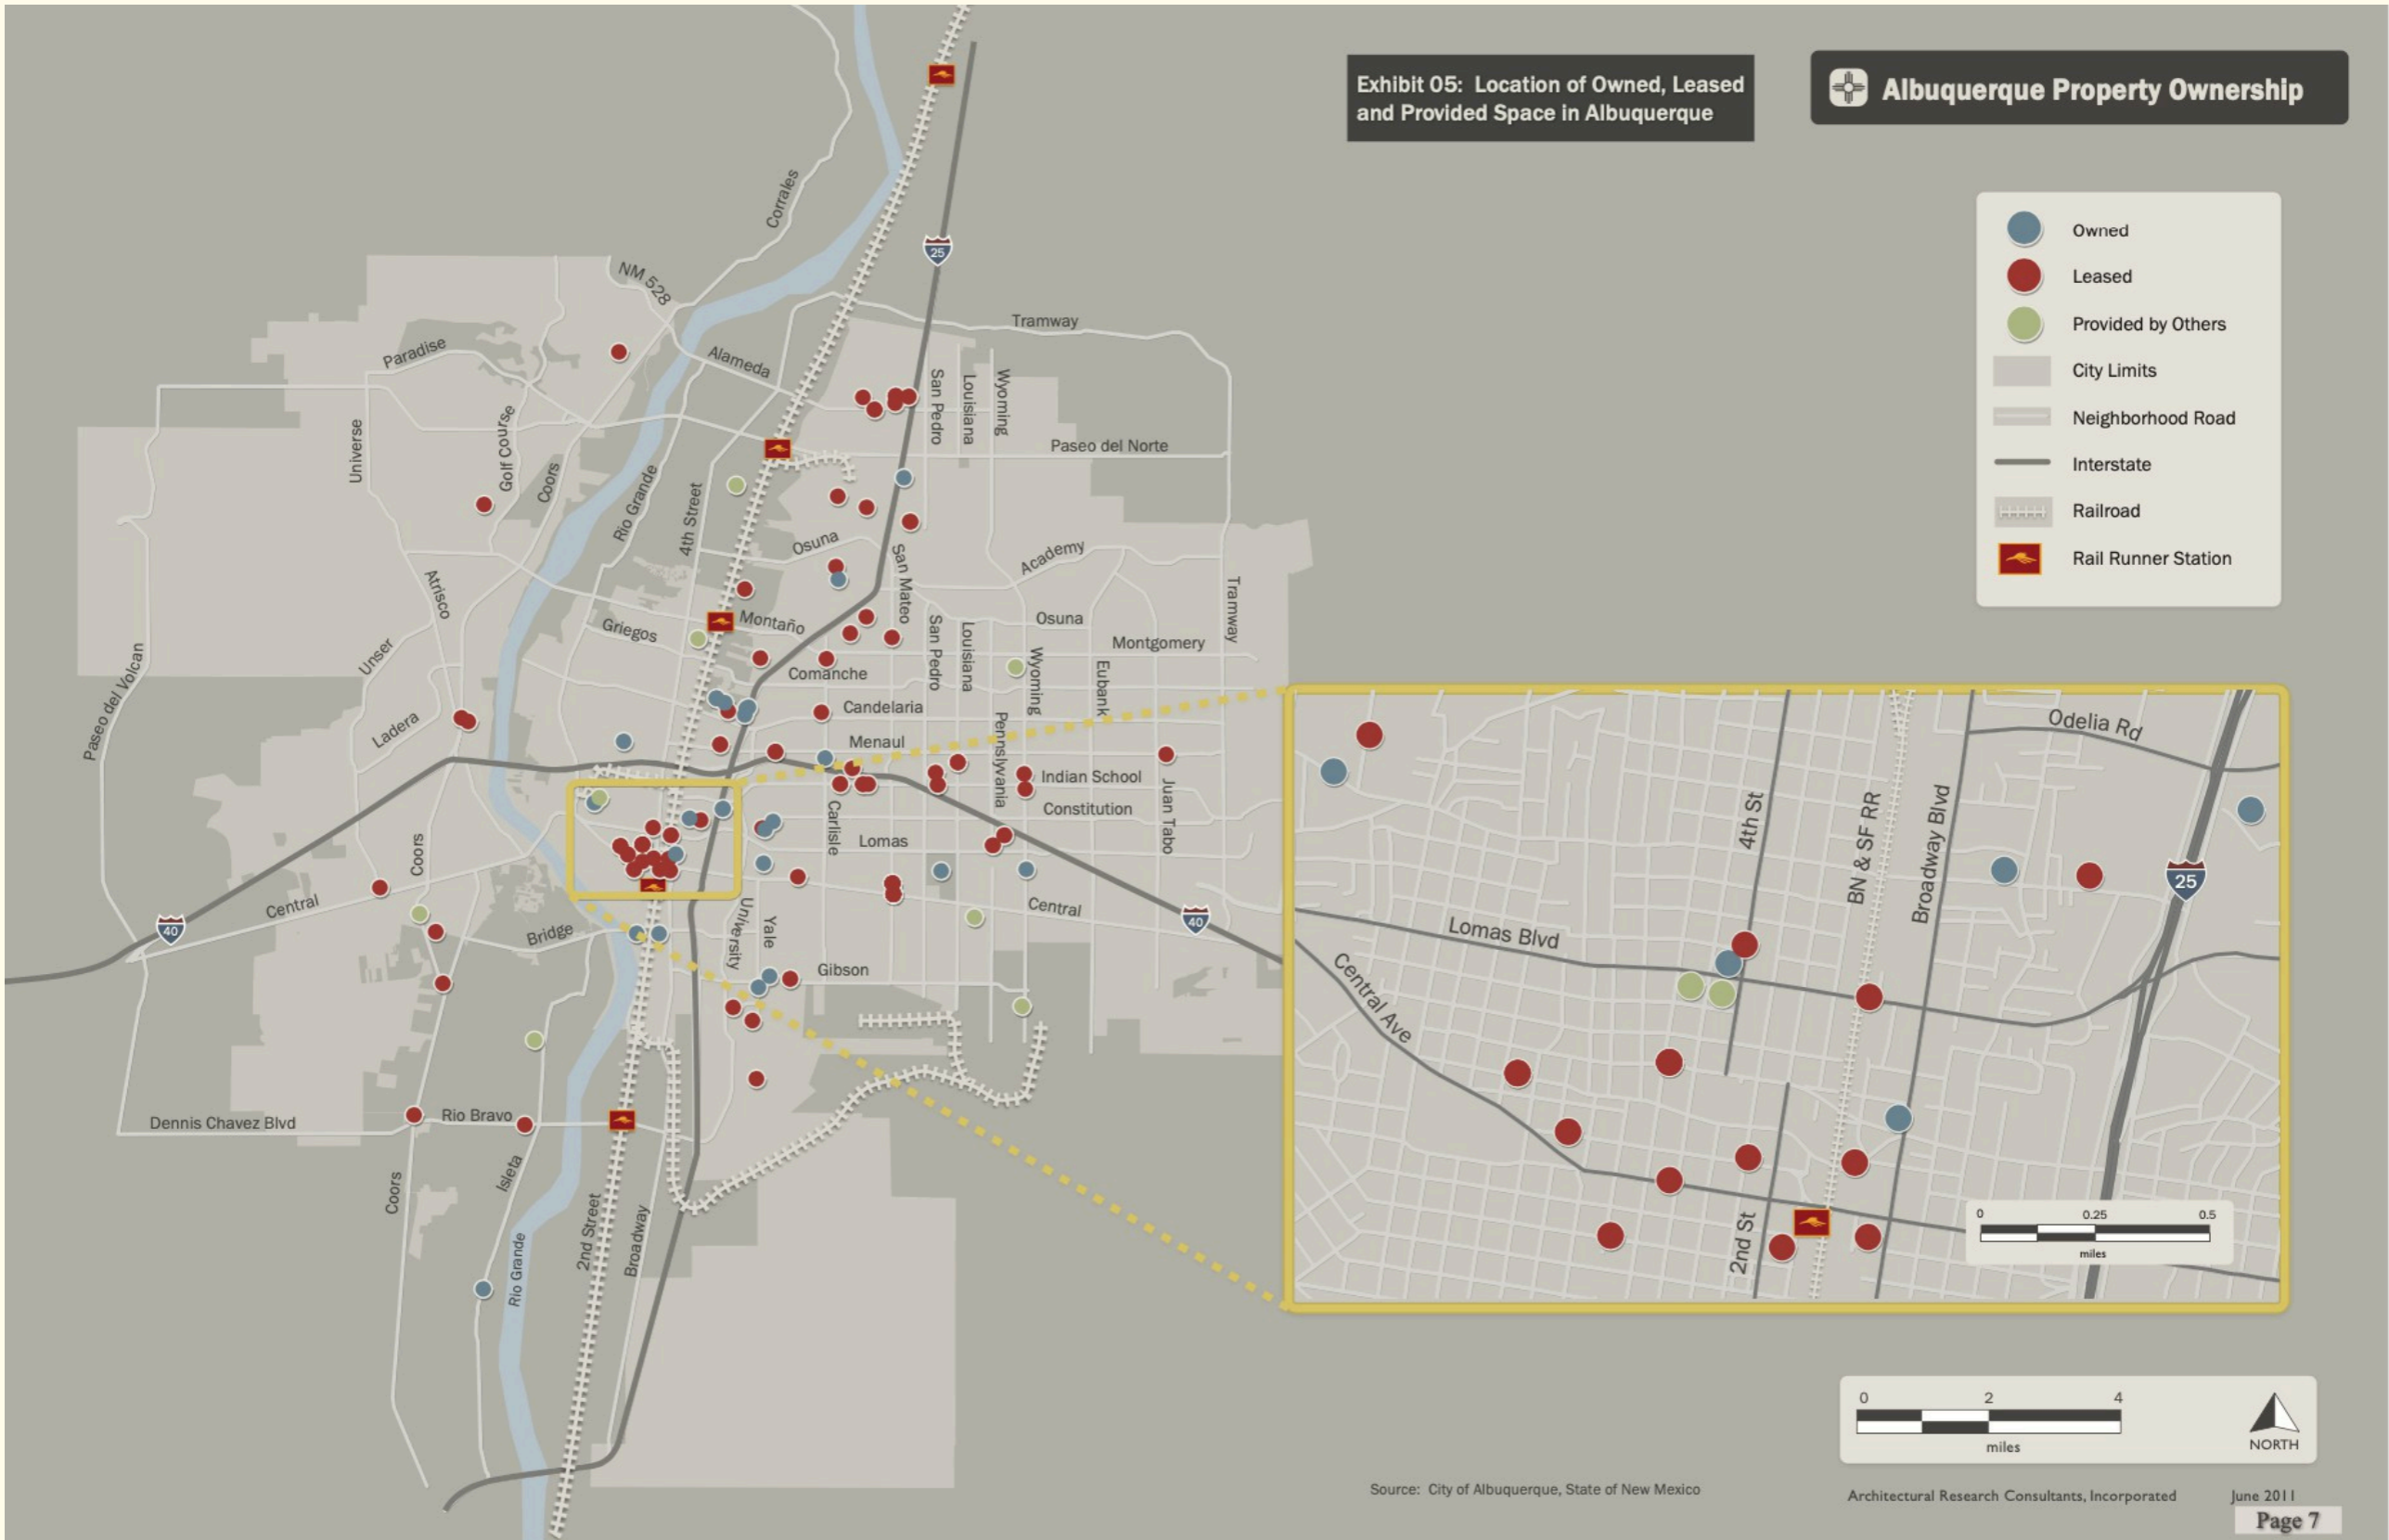 Exhibit 05: Location of Owned, Leased
and Provided Space in Albuquerque
Albuquerque Property Ownership
Owned
Leased
Provided by Others
City Limits
Neighborhood Road
Interstate
Railroad
Rail Runner Station
Corrales
25
NM 528
Tramway
Paradise
Alameda
San Pedro
Louisiana
Wyoming
Universe
Golf Course
Coors
Rio Grande
4th Street
Paseo del Norte
Osuna
San Mateo
Academy
Tramway
Atrisco
Griegos
Montaño
San Pedro
Louisiana
Osuna
Montgomery
Unser
Paseo del Volcan
Comanche
Wyoming
Eubank
Ladera
Candelaria
Menaul
Pennslyvania
Indian School
Constitution
Juan Tabo
Carlisle
Lomas
Coors
Central
40
Bridge
University
Yale
Central
40
Gibson
Dennis Chavez Blvd
Rio Bravo
Coors
Isleta
Rio Grande
2nd Street
Broadway
Odelia Rd
4th St
BN & SF RR
Broadway Blvd
25
Lomas Blvd
Central Ave
2nd St
0 0.25 0.5
miles
0 2 4
miles
NORTH
Source: City of Albuquerque, State of New Mexico
Architectural Research Consultants, Incorporated
June 2011
Page 7